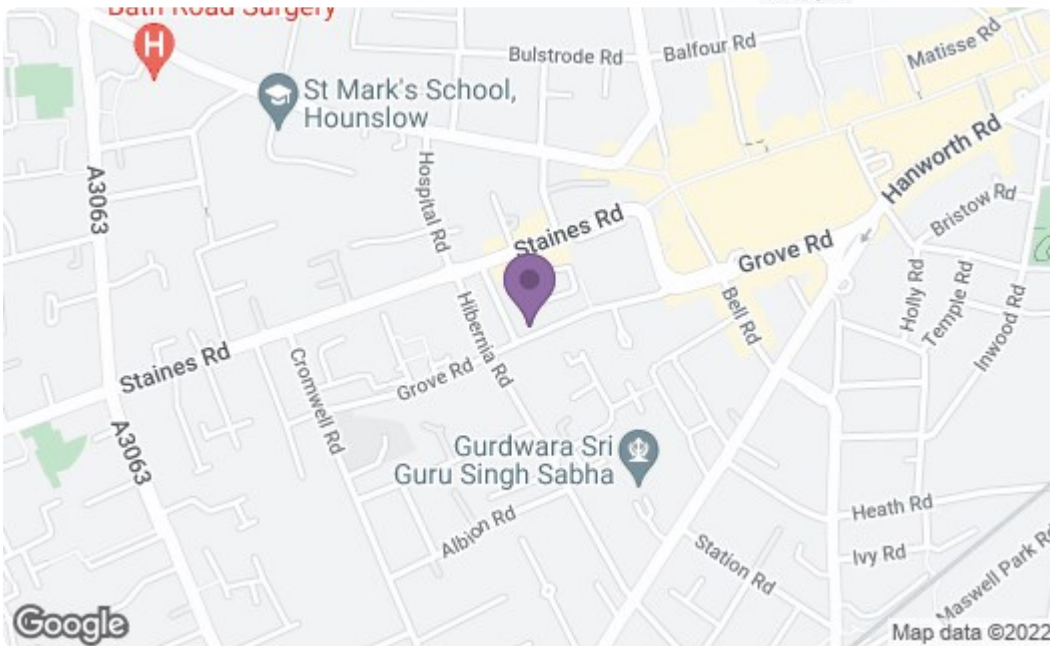 Bath Road Surgery
H
St Mark's School,
Hounslow
Bulstrode Rd
Balfour Rd
Matisse Rd
A3063
Hospital Rd
Staines Rd
Hanworth Rd
Bristow Rd
Grove Rd
Bell Rd
Holly Rd
Temple Rd
Inwood Rd
Hibernia Rd
Staines Rd
Cromwell Rd
Grove Rd
A3063
Gurdwara Sri
Guru Singh Sabha
Albion Rd
Station Rd
Heath Rd
Ivy Rd
Maswell Park Rd
Google
Map data ©2022